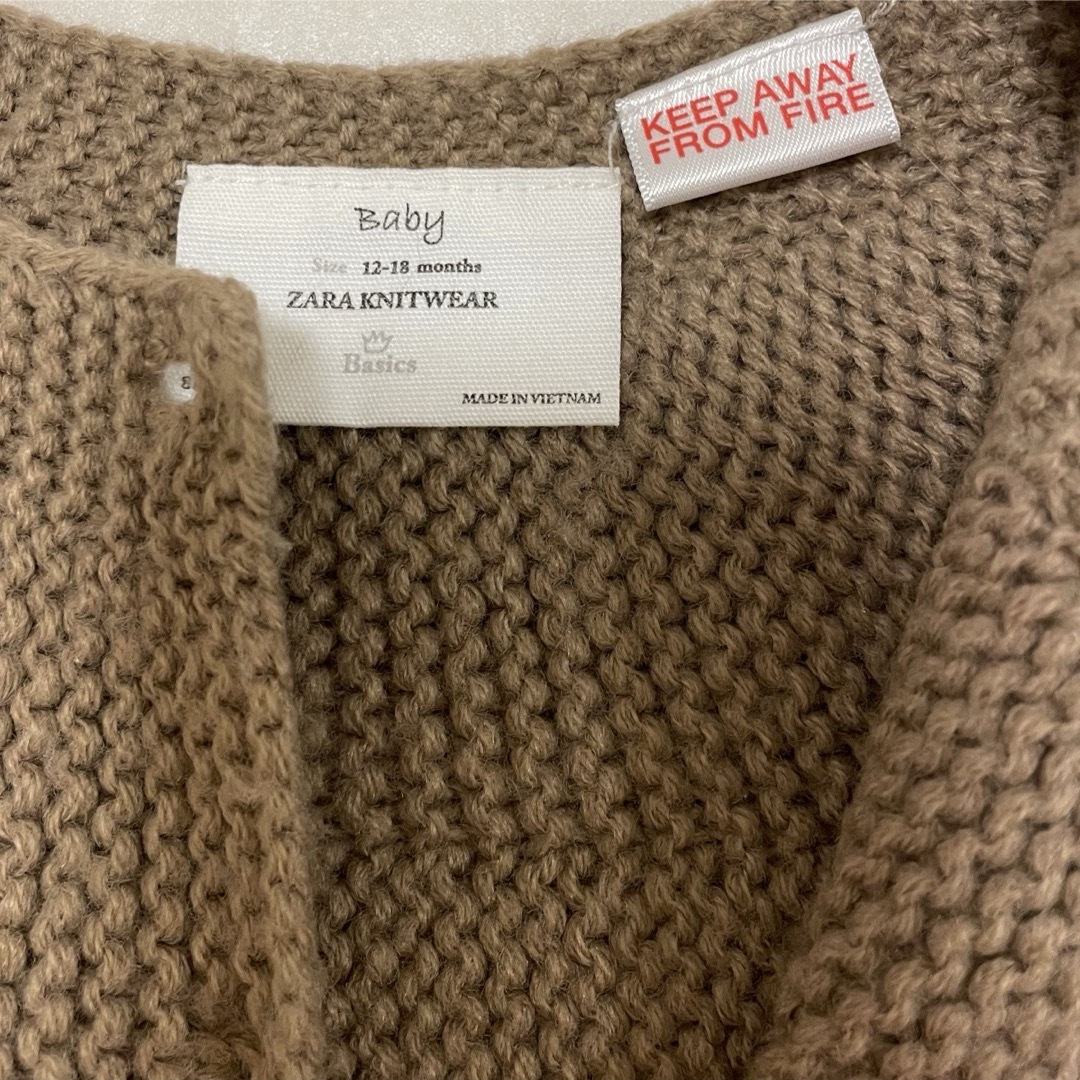 KEEP AWAY
FROM FIRE
Baby
Size 12-18 months
ZARA KNITWEAR
Basics
MADE IN VIETNAM